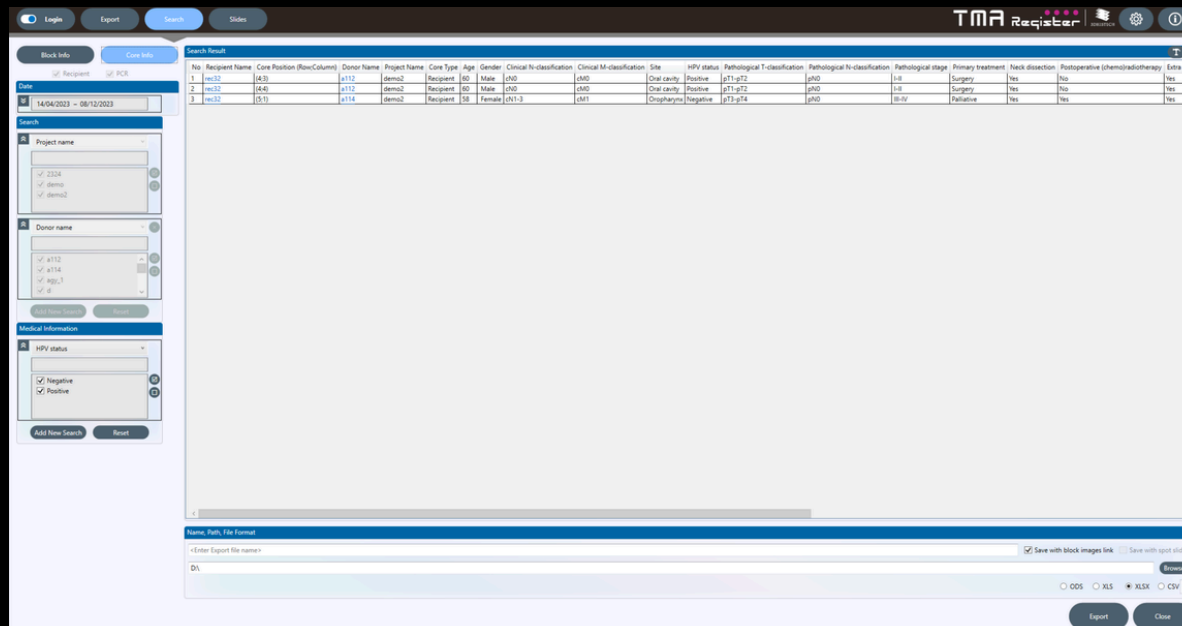 Login Export Search Slides TMA Register
Block Info Core Info
Recipient PCR
Date
14/04/2023 ~ 08/12/2023
Search
Project name
2324
demo
demo2
Donor name
a112
a114
agy_1
d
Add New Search Reset
Medical Information
HPV status
Negative
Positive
Add New Search Reset
Search Result
No Recipient Name Core Position (Row;Column) Donor Name Project Name Core Type Age Gender Clinical N-classification Clinical M-classification Site HPV status Pathological T-classification Pathological N-classification Pathological stage Primary treatment Neck dissection Postoperative (chemo)radiotherapy Extra
1 rec32 (4;3) a112 demo2 Recipient 60 Male cN0 cM0 Oral cavity Positive pT1-pT2 pN0 I-II Surgery Yes No Yes
2 rec32 (4;4) a112 demo2 Recipient 60 Male cN0 cM0 Oral cavity Positive pT1-pT2 pN0 I-II Surgery Yes No Yes
3 rec32 (5;1) a114 demo2 Recipient 58 Female cN1-3 cM1 Oropharynx Negative pT3-pT4 pN0 III-IV Palliative Yes Yes Yes
Name, Path, File Format
<Enter Export file name> Save with block images link Save with spot slid
D:\ Brows
ODS XLS XLSX CSV
Export Close